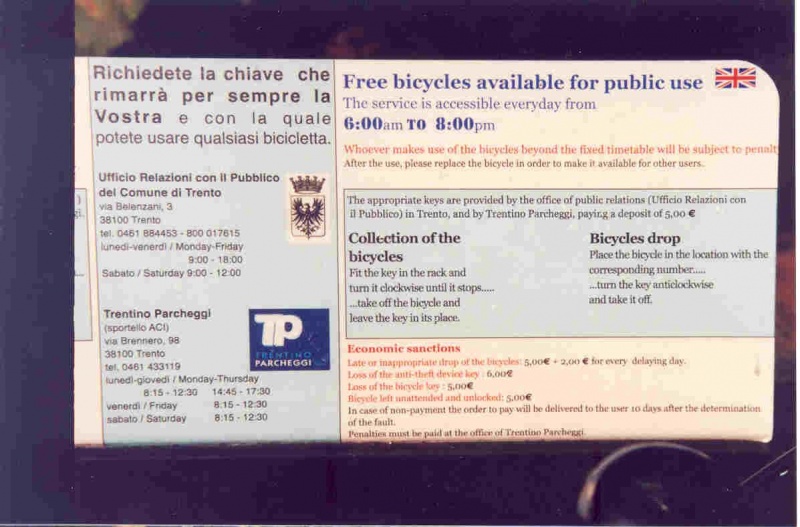 Richiedete la chiave che
rimarrà per sempre la
Vostra e con la quale
potete usare qualsiasi bicicletta.
Ufficio Relazioni con il Pubblico
del Comune di Trento
via Belenzani, 3
38100 Trento
tel. 0461 884453 - 800 017615
lunedì-venerdì / Monday-Friday
9:00 - 18:00
Sabato / Saturday 9:00 - 12:00
Trentino Parcheggi
(sportello ACI)
via Brennero, 98
38100 Trento
tel. 0461 433119
lunedì-giovedì / Monday-Thursday
8:15 - 12:30 14:45 - 17:30
venerdì / Friday 8:15 - 12:30
sabato / Saturday 8:15 - 12:30
TP
TRENTINO
PARCHEGGI
Free bicycles available for public use
The service is accessible everyday from
6:00am TO 8:00pm
Whoever makes use of the bicycles beyond the fixed timetable will be subject to penalt
After the use, please replace the bicycle in order to make it available for other users.
The appropriate keys are provided by the office of public relations (Ufficio Relazioni con
il Pubblico) in Trento, and by Trentino Parcheggi, paying a deposit of 5,00 €
Collection of the
bicycles
Fit the key in the rack and
turn it clockwise until it stops.....
...take off the bicycle and
leave the key in its place.
Bicycles drop
Place the bicycle in the location with the
corresponding number.....
...turn the key anticlockwise
and take it off.
Economic sanctions
Late or inappropriate drop of the bicycles: 5,00€ + 2,00 € for every delaying day.
Loss of the anti-theft device key : 6,00€
Loss of the bicycle key : 5,00€
Bicycle left unattended and unlocked: 5,00€
In case of non-payment the order to pay will be delivered to the user 10 days after the determination
of the fault.
Penalties must be paid at the office of Trentino Parcheggi.